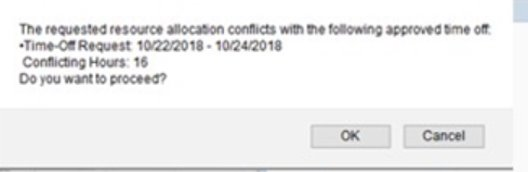 The requested resource allocation conflicts with the following approved time off:
•Time-Off Request: 10/22/2018 - 10/24/2018
Conflicting Hours: 16
Do you want to proceed?
OK Cancel